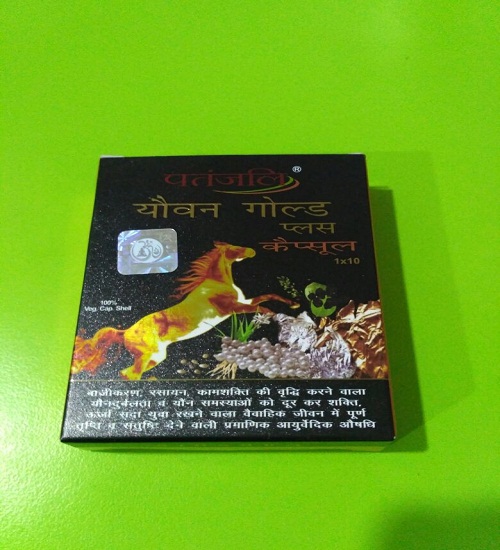 पतंजलि®
यौवन गोल्ड
प्लस
कैप्सूल
1x10
100%
Veg. Cap. Shell
वाजीकरण, रसायन, कामशक्ति की वृद्धि करने वाला
यौनदुर्बलता व यौन समस्याओं को दूर कर शक्ति,
ऊर्जा सदा युवा रखने वाला वैवाहिक जीवन में पूर्ण
तृप्ति व संतुष्टि देने वाली प्रमाणिक आयुर्वेदिक औषधि